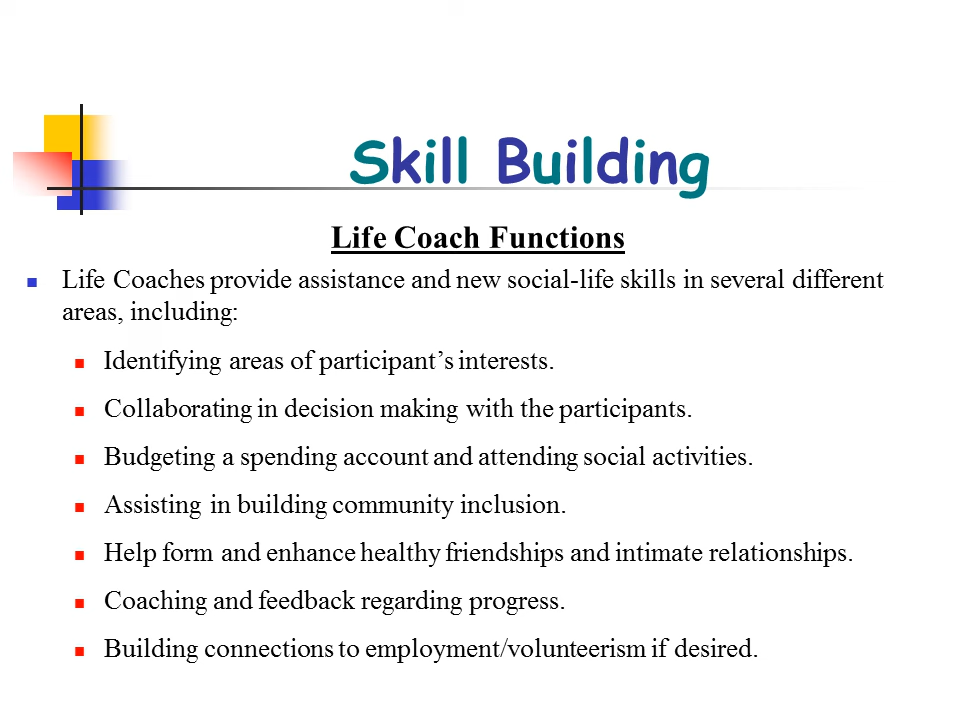 Skill Building
Life Coach Functions
Life Coaches provide assistance and new social-life skills in several different
areas, including:
Identifying areas of participant’s interests.
Collaborating in decision making with the participants.
Budgeting a spending account and attending social activities.
Assisting in building community inclusion.
Help form and enhance healthy friendships and intimate relationships.
Coaching and feedback regarding progress.
Building connections to employment/volunteerism if desired.